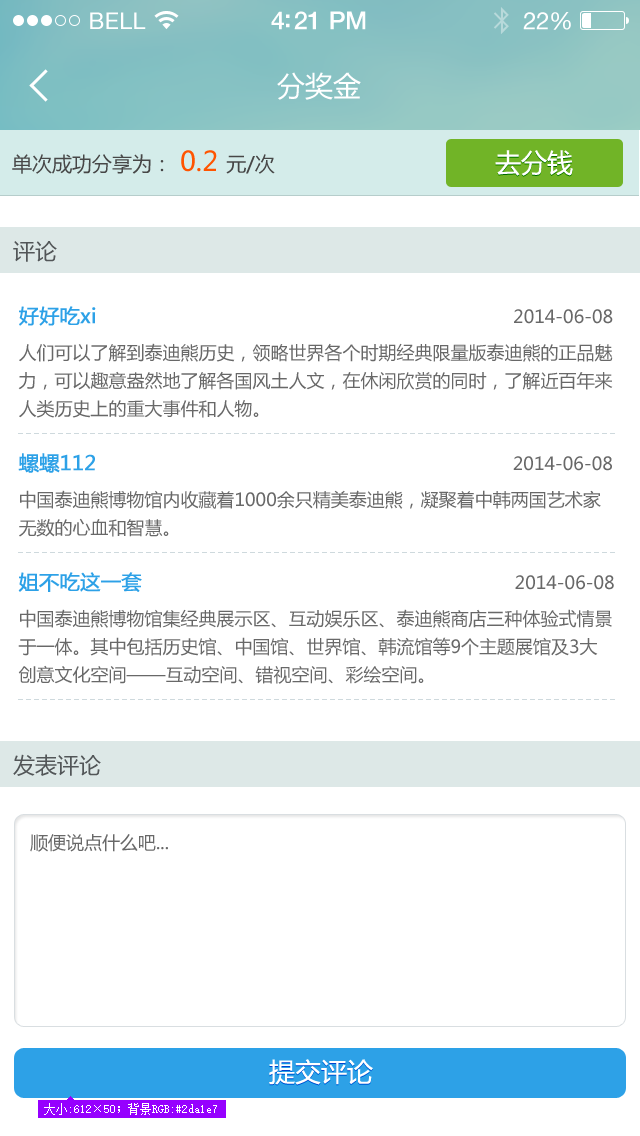 BELL 4:21 PM 22%
分奖金
单次成功分享为： 0.2 元/次 去分钱
评论
好好吃xi 2014-06-08
人们可以了解到泰迪熊历史，领略世界各个时期经典限量版泰迪熊的正品魅
力，可以趣意盎然地了解各国风土人文，在休闲欣赏的同时，了解近百年来
人类历史上的重大事件和人物。
螺螺112 2014-06-08
中国泰迪熊博物馆内收藏着1000余只精美泰迪熊，凝聚着中韩两国艺术家
无数的心血和智慧。
姐不吃这一套 2014-06-08
中国泰迪熊博物馆集经典展示区、互动娱乐区、泰迪熊商店三种体验式情景
于一体。其中包括历史馆、中国馆、世界馆、韩流馆等9个主题展馆及3大
创意文化空间——互动空间、错视空间、彩绘空间。
发表评论
顺便说点什么吧...
提交评论
大小:612×50; 背景RGB:#2da1e7